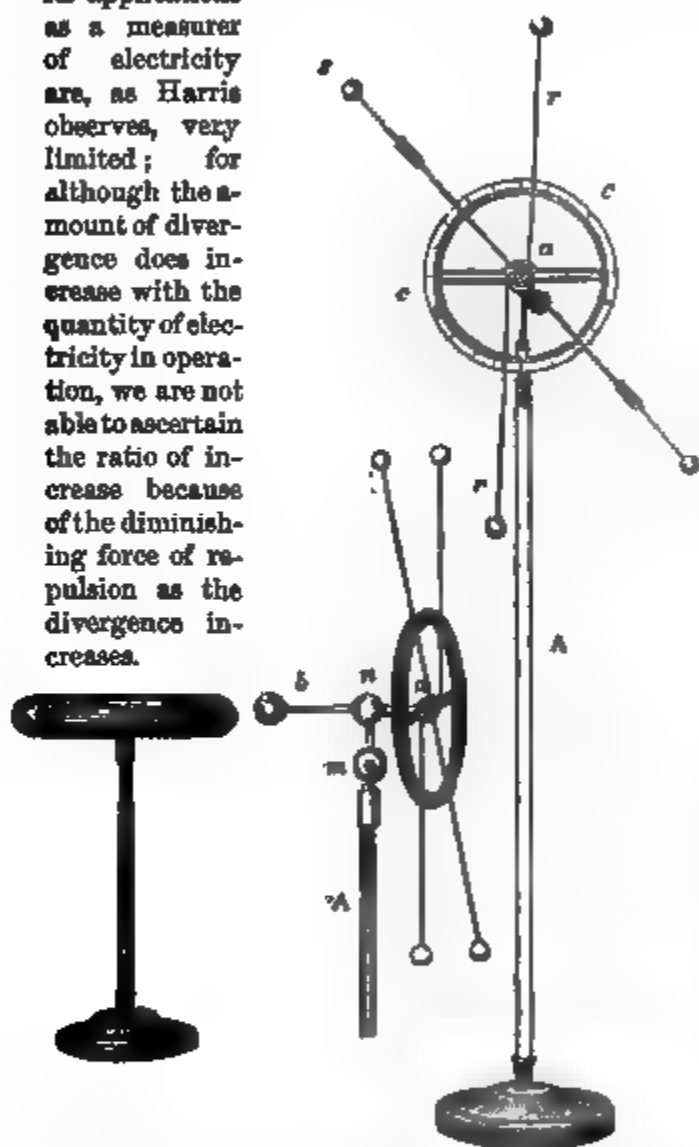 as a measurer
of electricity
are, as Harris
observes, very
limited; for
although the a-
mount of diver-
gence does in-
crease with the
quantity of elec-
tricity in opera-
tion, we are not
able to ascertain
the ratio of in-
crease because
of the diminish-
ing force of re-
pulsion as the
divergence in-
creases.
s
r
C
a
e
r
A
b
n
a
m
A